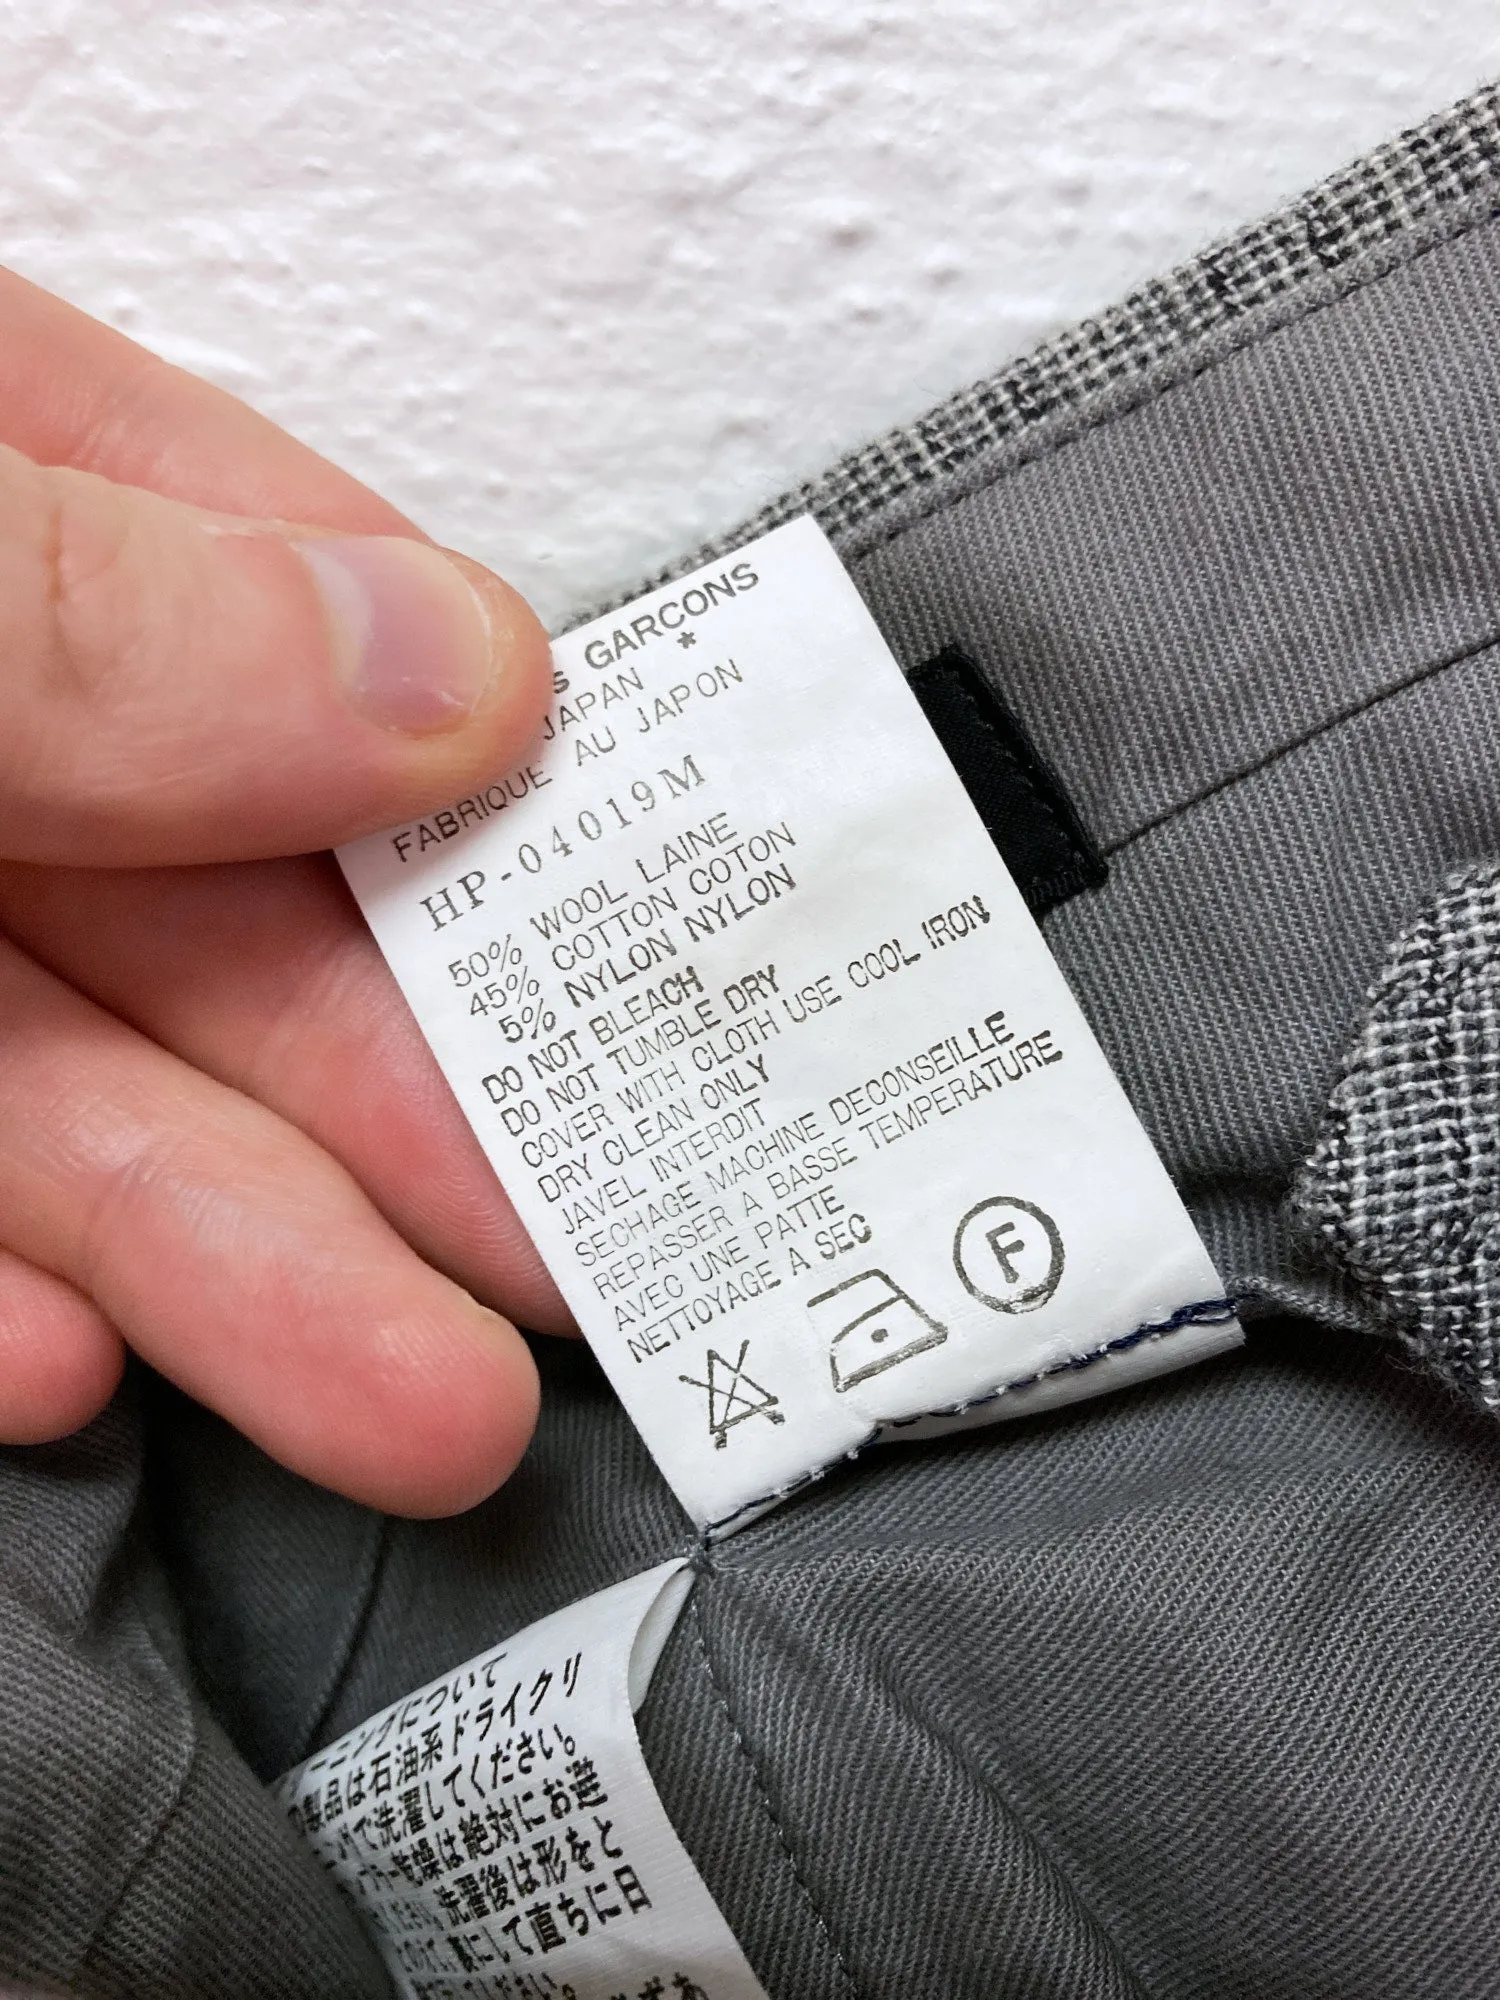 GARCONS
*
JAPAN
FABRIQUE AU JAPON
HP-04019M
50% WOOL LAINE
45% COTTON COTON
5% NYLON NYLON
DO NOT BLEACH
DO NOT TUMBLE DRY
COVER WITH CLOTH USE COOL IRON
DRY CLEAN ONLY
JAVEL INTERDIT
SECHAGE MACHINE DECONSEILLE
REPASSER A BASSE TEMPERATURE
AVEC UNE PATTE
NETTOYAGE A SEC
F
ーニングについて
製品は石油系ドライクリ
で洗濯してください。
乾燥は絶対にお避
洗濯後は形をと
にして直ちに日